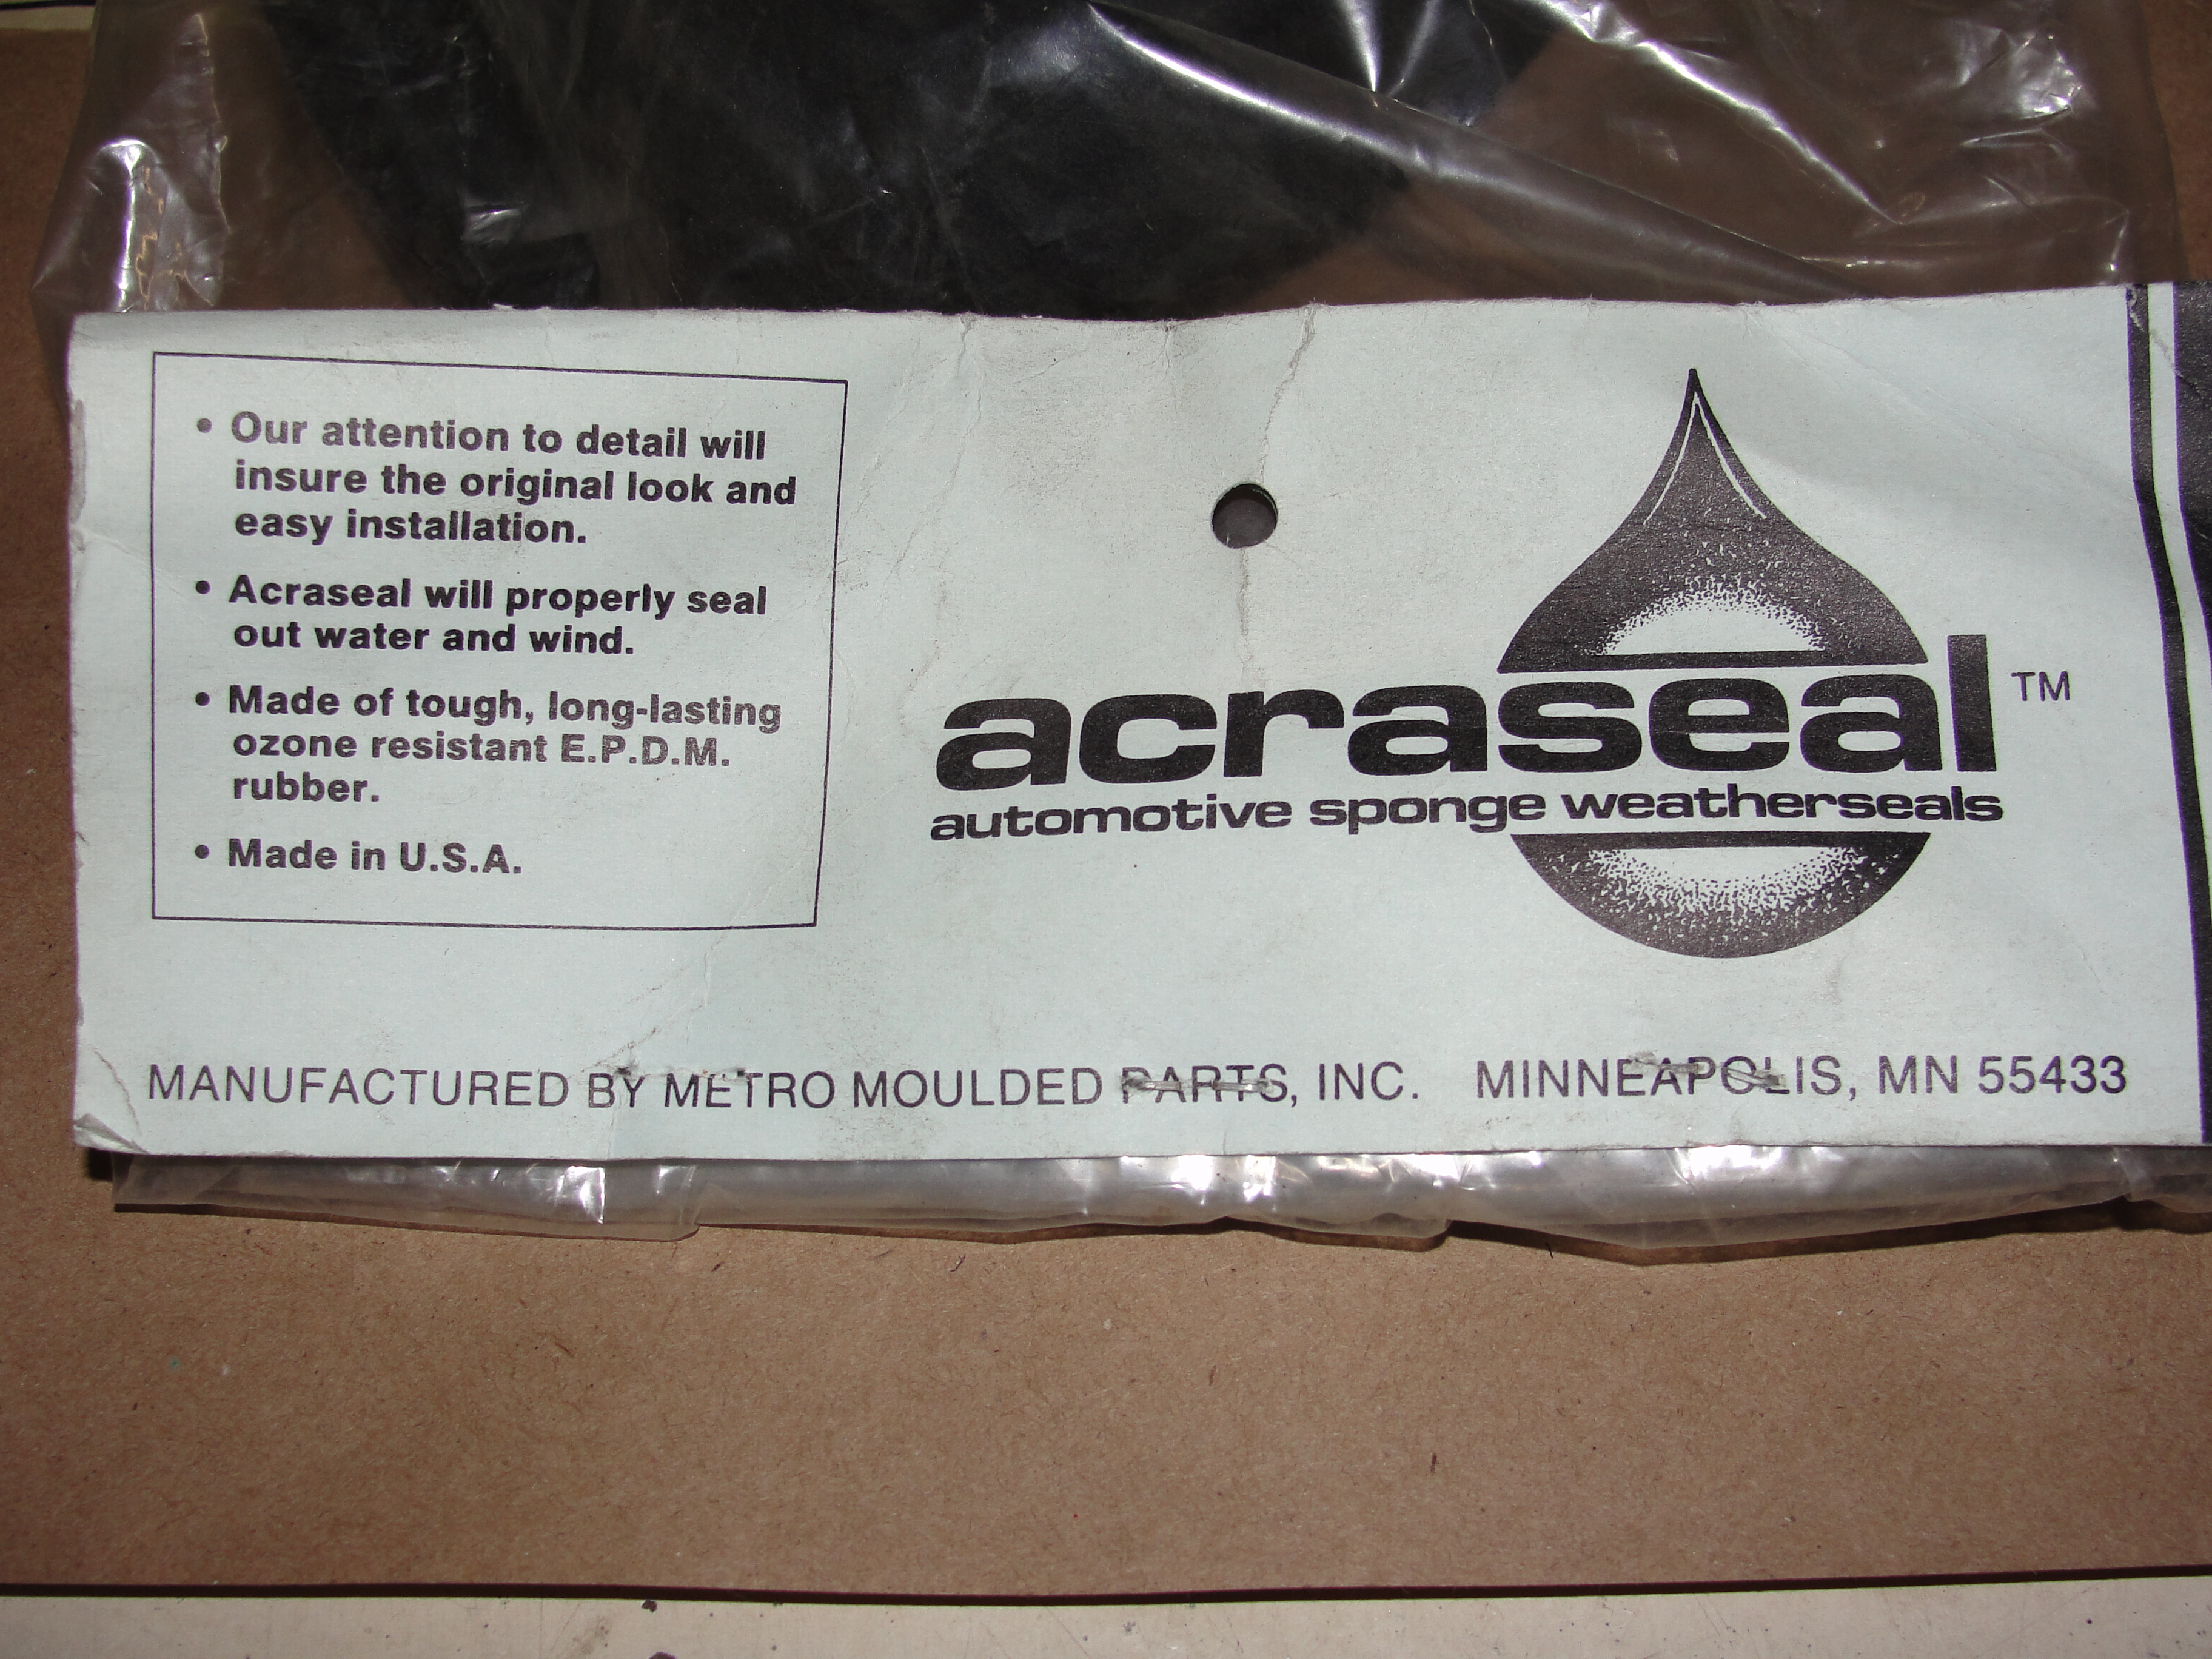 • Our attention to detail will
insure the original look and
easy installation.
• Acraseal will properly seal
out water and wind.
• Made of tough, long-lasting
ozone resistant E.P.D.M.
rubber.
• Made in U.S.A.
acraseal TM
automotive sponge weatherseals
MANUFACTURED BY METRO MOULDED PARTS, INC. MINNEAPOLIS, MN 55433